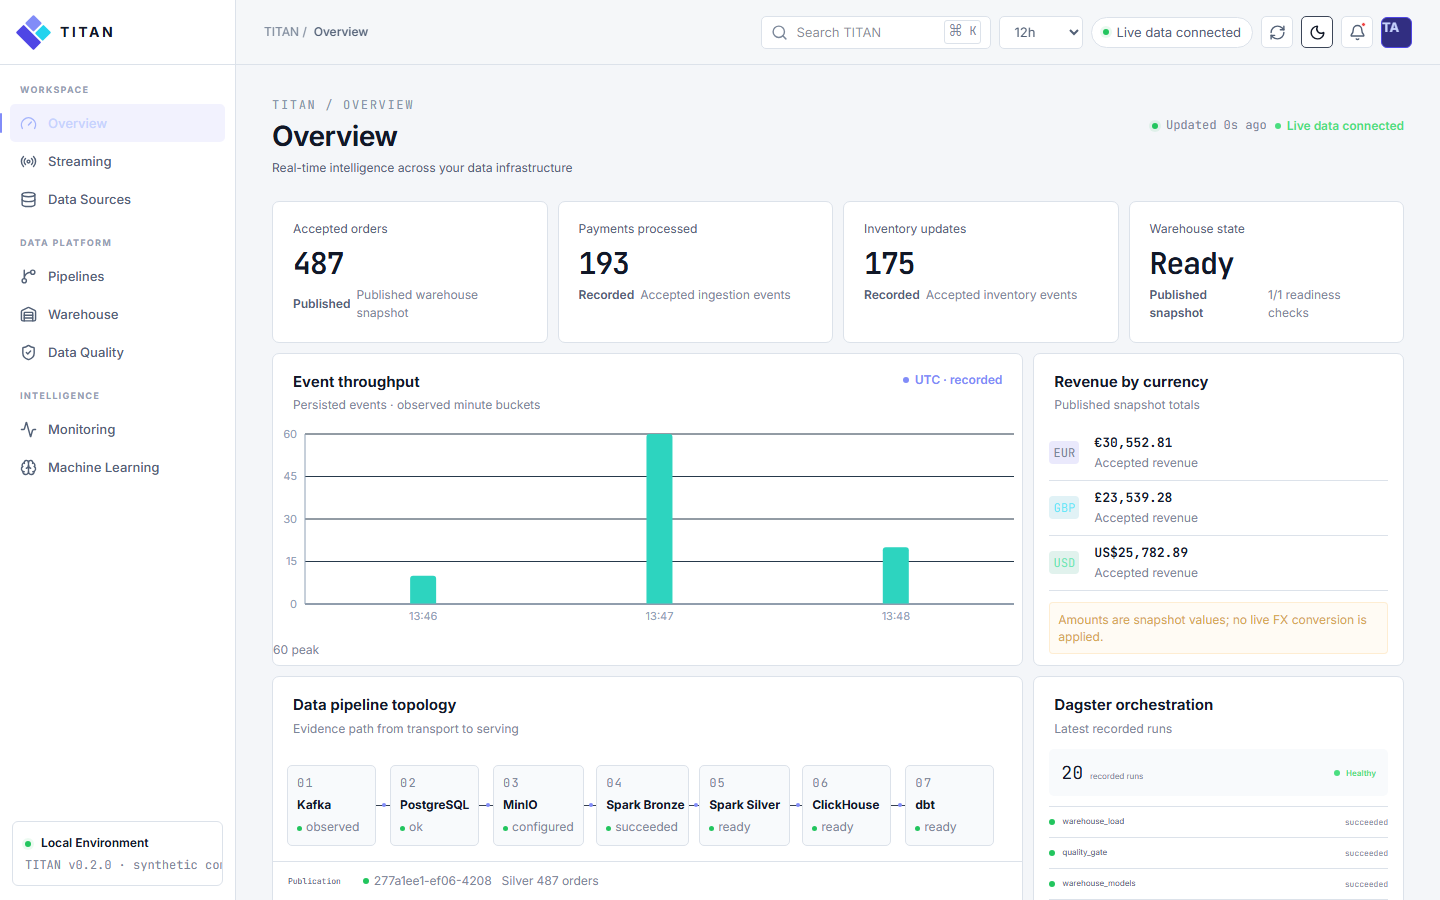 TITAN
WORKSPACE
Overview
Streaming
Data Sources
DATA PLATFORM
Pipelines
Warehouse
Data Quality
INTELLIGENCE
Monitoring
Machine Learning
Local Environment
TITAN v0.2.0 · synthetic
TITAN / Overview
Search TITAN ⌘ K
12h
Live data connected
TA
TITAN / OVERVIEW
Overview
Real-time intelligence across your data infrastructure
Updated 0s ago Live data connected
Accepted orders
487
Published Published warehouse snapshot
Payments processed
193
Recorded Accepted ingestion events
Inventory updates
175
Recorded Accepted inventory events
Warehouse state
Ready
Published snapshot 1/1 readiness checks
Event throughput
UTC · recorded
Persisted events · observed minute buckets
60
45
30
15
0
13:46 13:47 13:48
60 peak
Revenue by currency
Published snapshot totals
EUR €30,552.81
Accepted revenue
GBP £23,539.28
Accepted revenue
USD US$25,782.89
Accepted revenue
Amounts are snapshot values; no live FX conversion is
applied.
Data pipeline topology
Evidence path from transport to serving
01
Kafka
observed
02
PostgreSQL
ok
03
MinIO
configured
04
Spark Bronze
succeeded
05
Spark Silver
ready
06
ClickHouse
ready
07
dbt
ready
Publication 277a1ee1-ef06-4208 Silver 487 orders
Dagster orchestration
Latest recorded runs
20 recorded runs Healthy
warehouse_load succeeded
quality_gate succeeded
warehouse_models succeeded